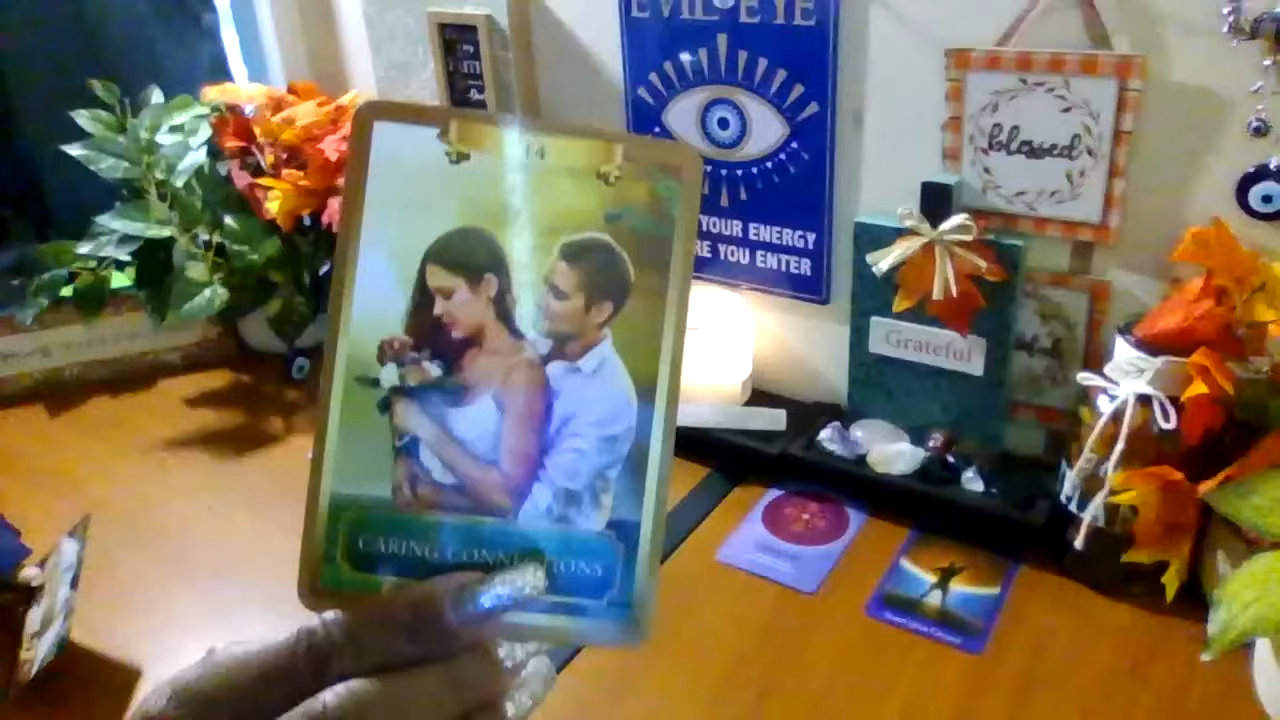 EVIL EYE
YOUR ENERGY
RE YOU ENTER
blessed
Grateful
14
CARING CONNECTIONS